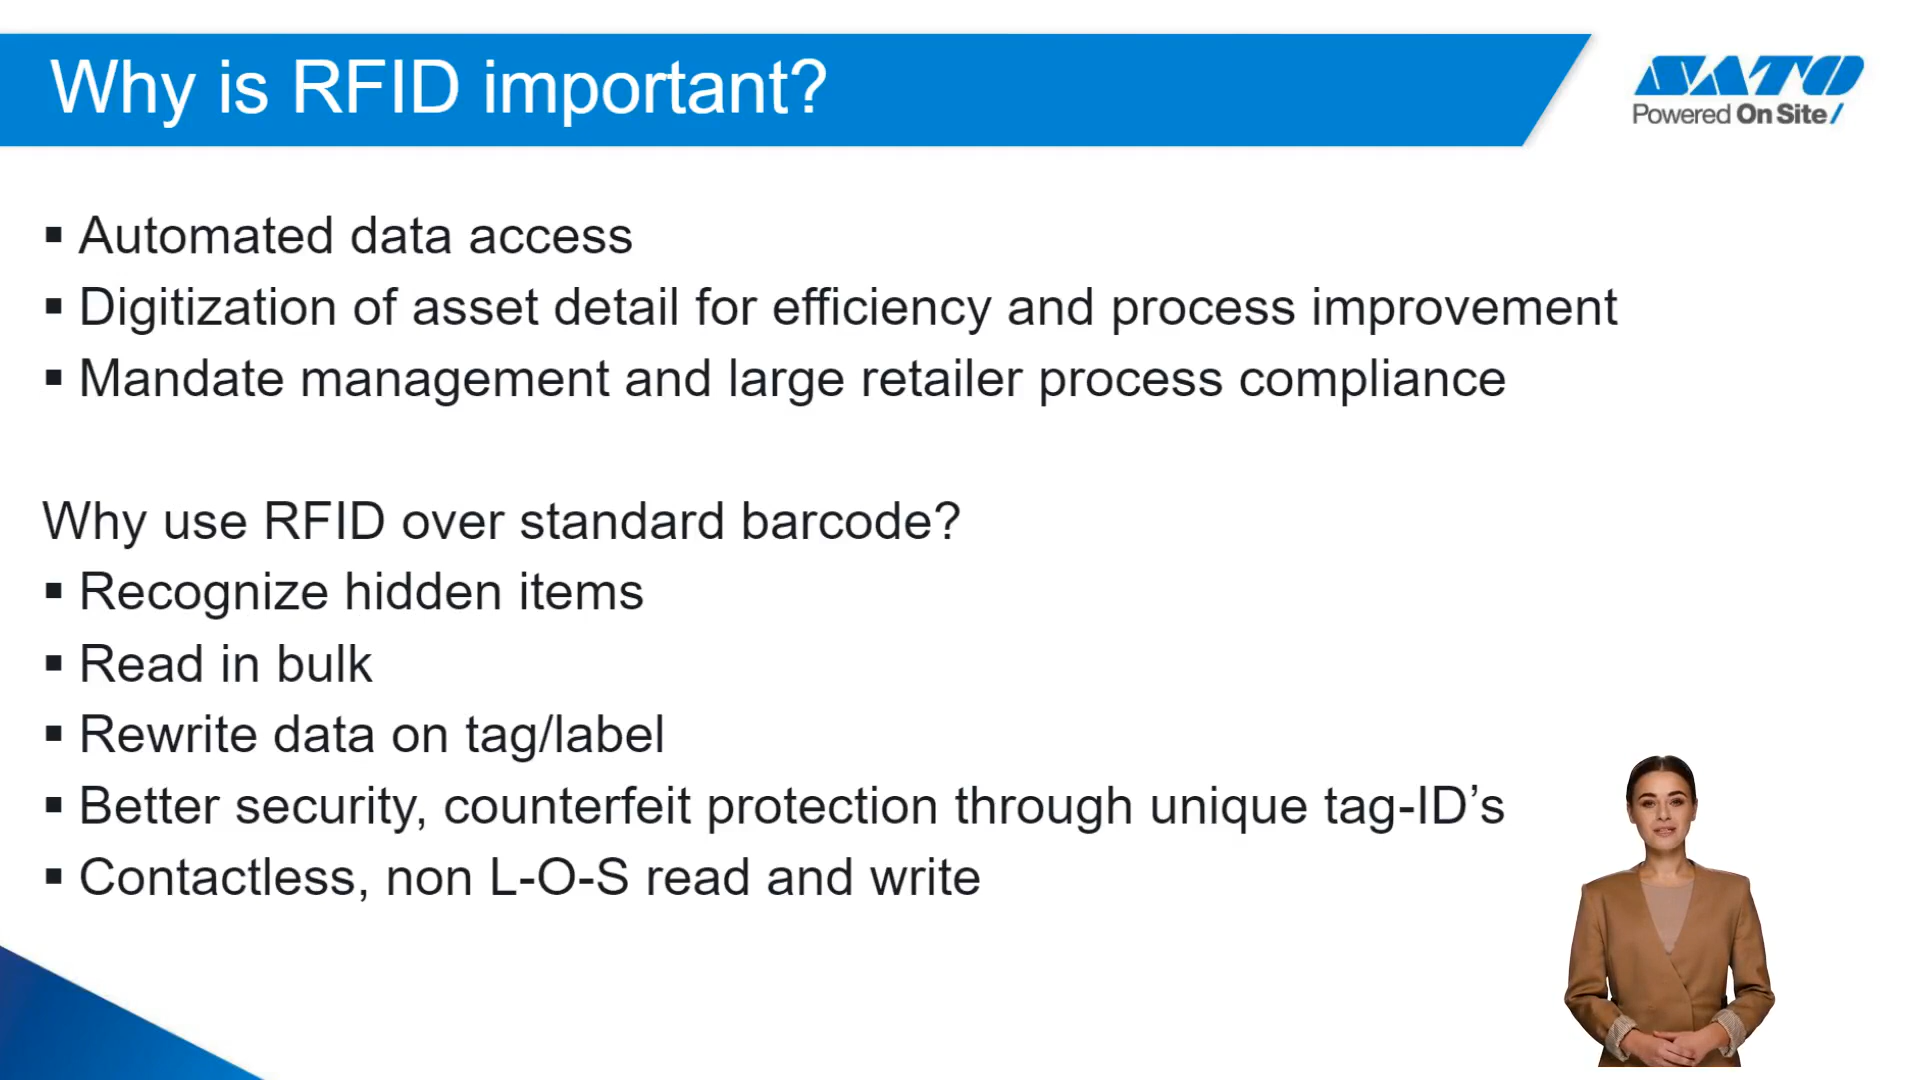 Why is RFID important?
SATO
Powered On Site/
▪ Automated data access
▪ Digitization of asset detail for efficiency and process improvement
▪ Mandate management and large retailer process compliance
Why use RFID over standard barcode?
▪ Recognize hidden items
▪ Read in bulk
▪ Rewrite data on tag/label
▪ Better security, counterfeit protection through unique tag-ID’s
▪ Contactless, non L-O-S read and write